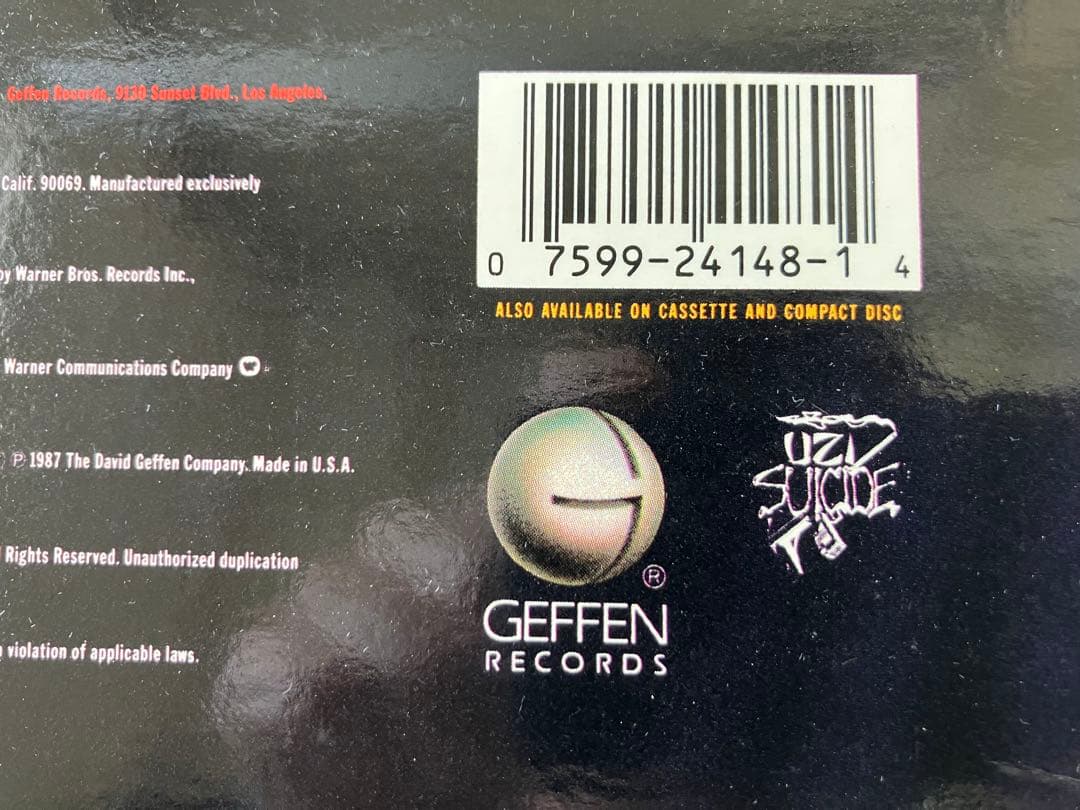 Geffen Records, 9130 Sunset Blvd., Los Angeles,
Calif. 90069. Manufactured exclusively
by Warner Bros. Records Inc.,
Warner Communications Company
℗ 1987 The David Geffen Company. Made in U.S.A.
Rights Reserved. Unauthorized duplication
violation of applicable laws.
0 7599-24148-1 4
ALSO AVAILABLE ON CASSETTE AND COMPACT DISC
®
GEFFEN
RECORDS
UZI
SUICIDE